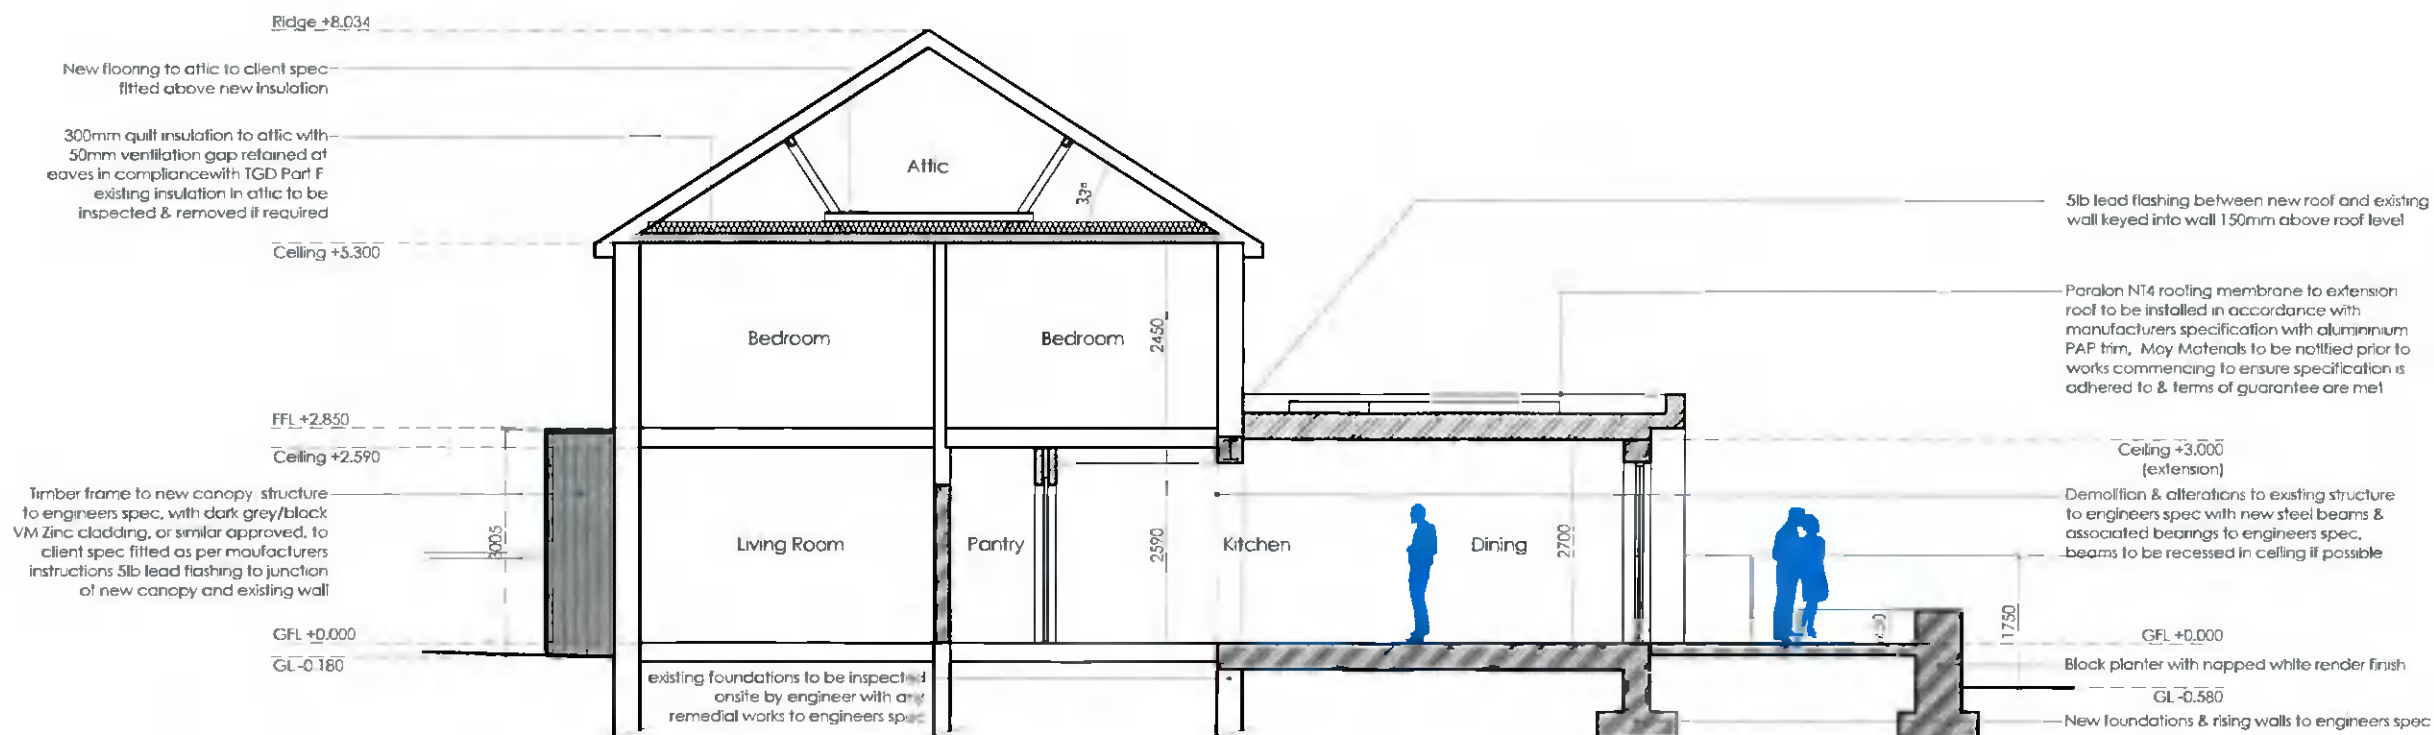 Ridge +8.034
New flooring to attic to client spec
fitted above new insulation
300mm quilt insulation to attic with
50mm ventilation gap retained at
eaves in compliancewith TGD Part F
existing insulation in attic to be
inspected & removed if required
Ceiling +5.300
FFL +2.850
Ceiling +2.590
Timber frame to new canopy structure
to engineers spec, with dark grey/black
VM Zinc cladding, or similar approved, to
client spec fitted as per maufacturers
instructions 5lb lead flashing to junction
of new canopy and existing wall
GFL +0.000
GL -0.180
3005
Attic
33°
Bedroom
Bedroom
2450
Living Room
Pantry
2590
Kitchen
Dining
2700
existing foundations to be inspected
onsite by engineer with any
remedial works to engineers spec
1750
5lb lead flashing between new roof and existing
wall keyed into wall 150mm above roof level
Paralon NT4 roofing membrane to extension
roof to be installed in accordance with
manufacturers specification with alumininium
PAP trim, Moy Materials to be notified prior to
works commencing to ensure specification is
adhered to & terms of guarantee are met
Ceiling +3.000
(extension)
Demolition & alterations to existing structure
to engineers spec with new steel beams &
associated bearings to engineers spec,
beams to be recessed in ceiling if possible
GFL +0.000
Block planter with napped white render finish
GL -0.580
New foundations & rising walls to engineers spec